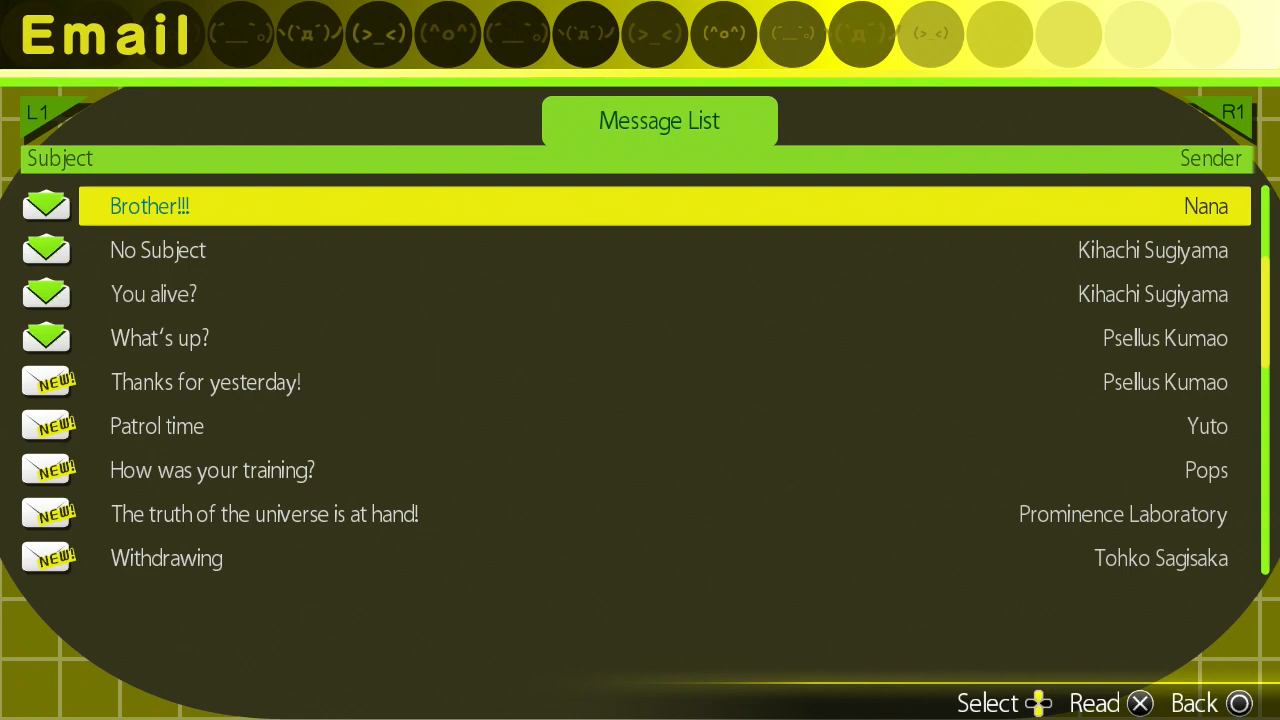 Email
L1
Message List
R1
Subject Sender
Brother!!! Nana
No Subject Kihachi Sugiyama
You alive? Kihachi Sugiyama
What's up? Psellus Kumao
NEW! Thanks for yesterday! Psellus Kumao
NEW! Patrol time Yuto
NEW! How was your training? Pops
NEW! The truth of the universe is at hand! Prominence Laboratory
NEW! Withdrawing Tohko Sagisaka
Select Read Back